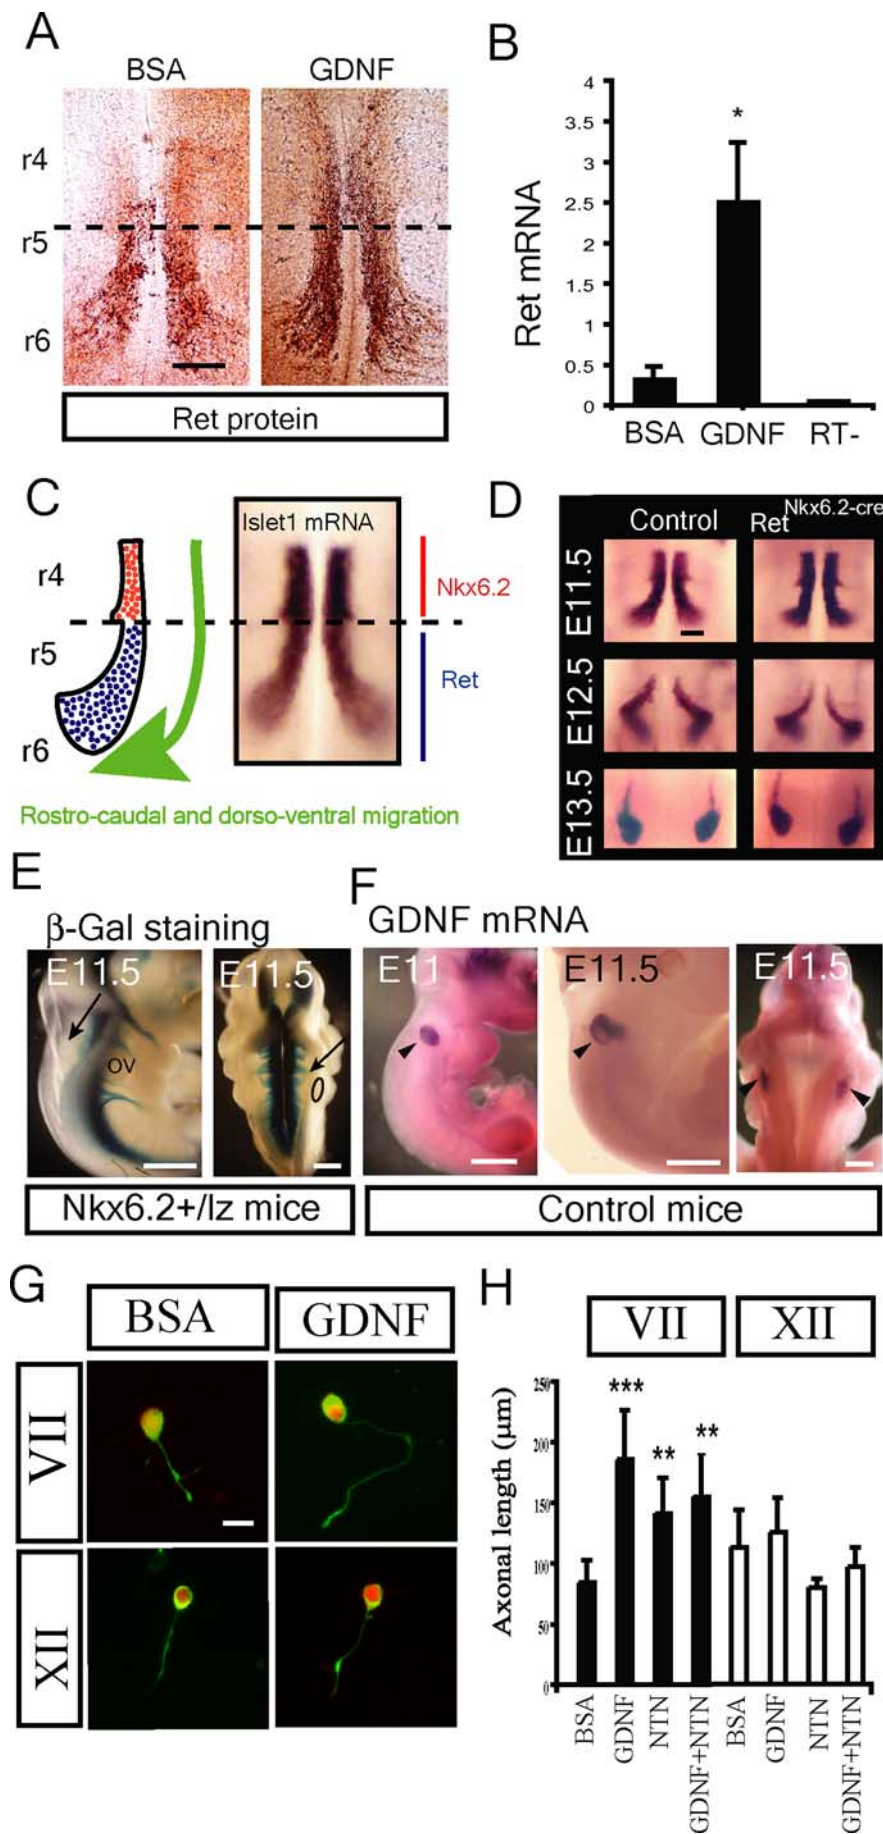 A
BSA GDNF
r4
r5
r6
Ret protein
B
Ret mRNA
4
3.5
3
2.5
2
1.5
1
0.5
0
*
BSA GDNF RT-
C
r4
r5
r6
Islet1 mRNA
Nkx6.2
Ret
Rostro-caudal and dorso-ventral migration
D
Control Ret Nkx6.2-cre
E11.5
E12.5
E13.5
E
β-Gal staining
E11.5 E11.5
OV
Nkx6.2+/lz mice
F
GDNF mRNA
E11 E11.5 E11.5
Control mice
G
BSA GDNF
VII
XII
H
VII XII
Axonal length (µm)
250
200
150
100
50
0
*** ** **
BSA GDNF NTN GDNF+NTN BSA GDNF NTN GDNF+NTN